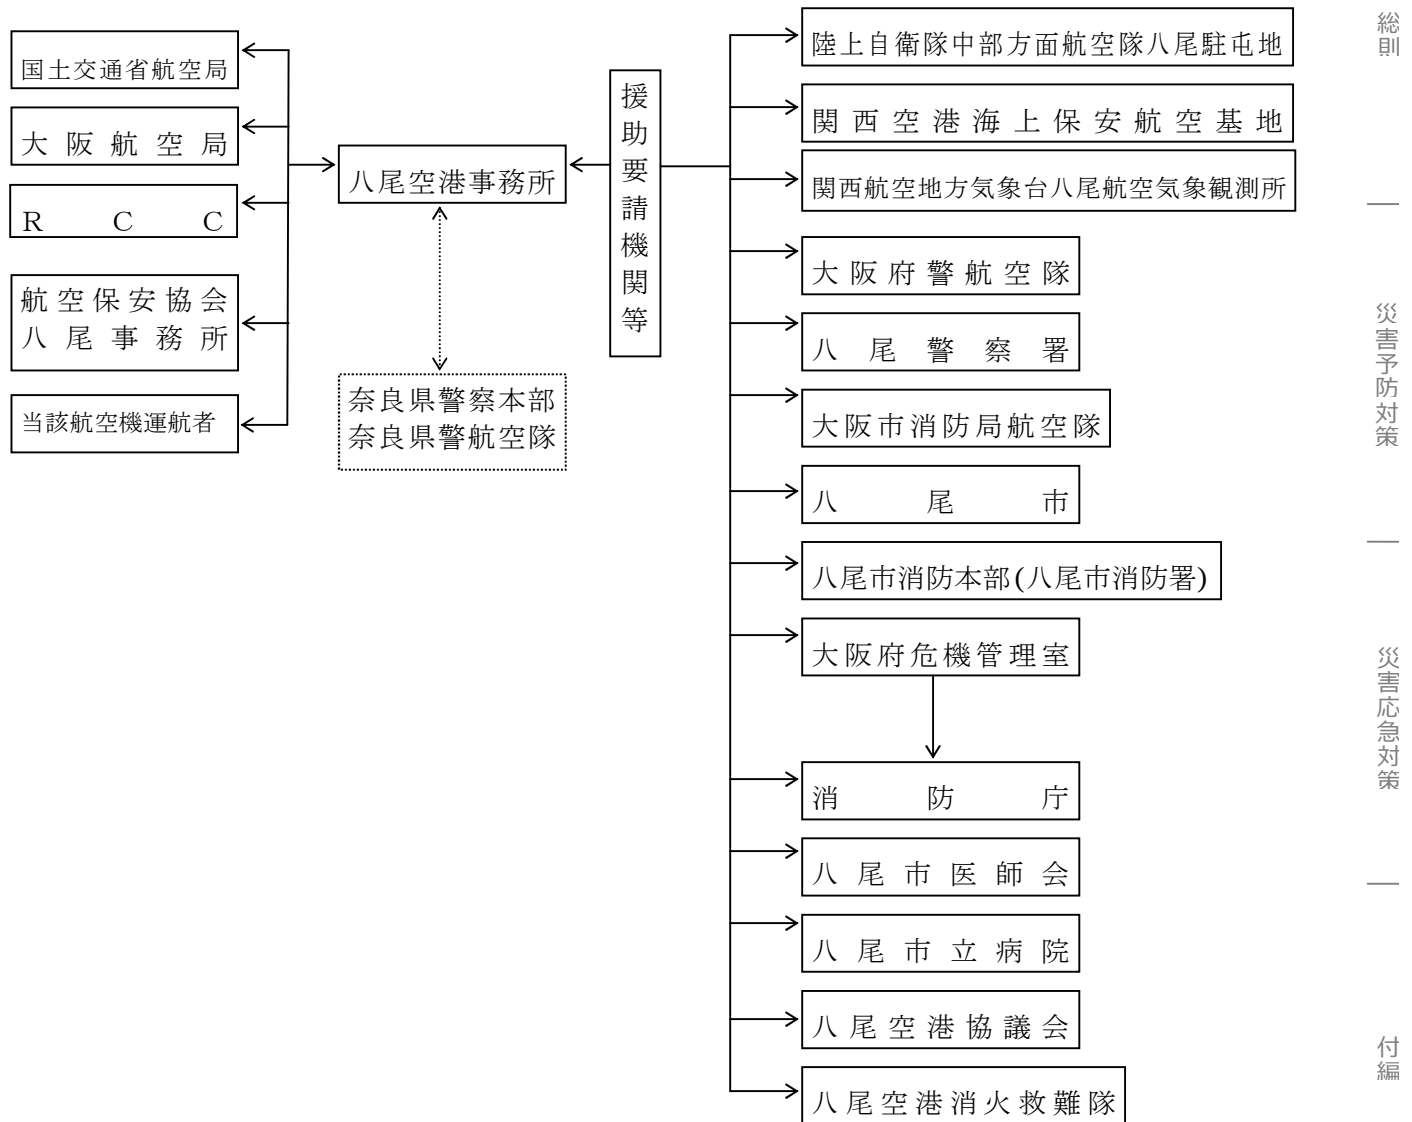 国土交通省航空局
大阪航空局
RCC
航空保安協会
八尾事務所
当該航空機運航者
八尾空港事務所
奈良県警察本部
奈良県警航空隊
援助要請機関等
陸上自衛隊中部方面航空隊八尾駐屯地
関西空港海上保安航空基地
関西航空地方気象台八尾航空気象観測所
大阪府警航空隊
八尾警察署
大阪市消防局航空隊
八尾市
八尾市消防本部(八尾市消防署)
大阪府危機管理室
消防庁
八尾市医師会
八尾市立病院
八尾空港協議会
八尾空港消火救難隊
総則
災害予防対策
災害応急対策
付編